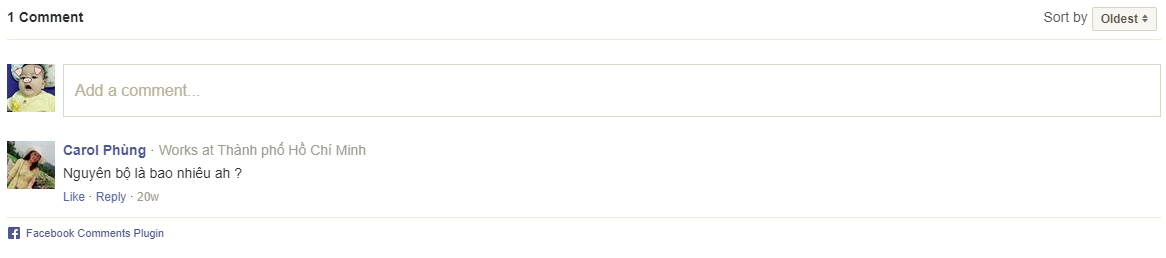 1 Comment
Sort by Oldest
Add a comment...
Carol Phùng · Works at Thành phố Hồ Chí Minh
Nguyên bộ là bao nhiêu ah ?
Like · Reply · 20w
Facebook Comments Plugin